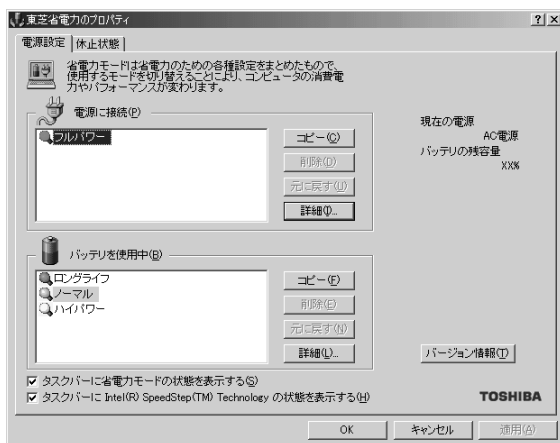 東芝省電力のプロパティ
電源設定 休止状態
省電力モードは省電力のための各種設定をまとめたもので、
使用するモードを切り替えることにより、コンピュータの消費電
力やパフォーマンスが変わります。
電源に接続(P)
フルパワー
コピー(C)
削除(D)
元に戻す(U)
詳細(I)...
現在の電源
AC電源
バッテリの残容量
XX%
バッテリを使用中(B)
ロングライフ
ノーマル
ハイパワー
コピー(F)
削除(E)
元に戻す(N)
詳細(L)...
バージョン情報(T)
タスクバーに省電力モードの状態を表示する(S)
タスクバーに Intel(R) SpeedStep(TM) Technology の状態を表示する(H)
TOSHIBA
OK キャンセル 適用(A)